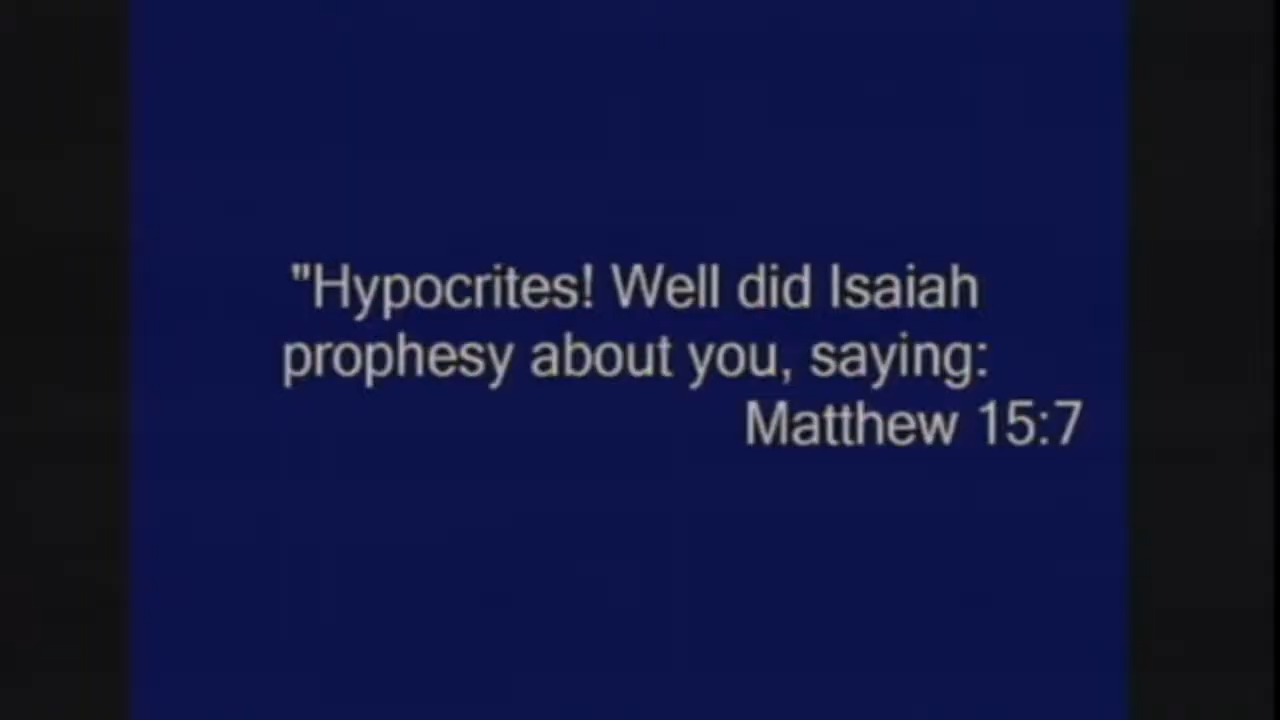 "Hypocrites! Well did Isaiah
prophesy about you, saying:
Matthew 15:7